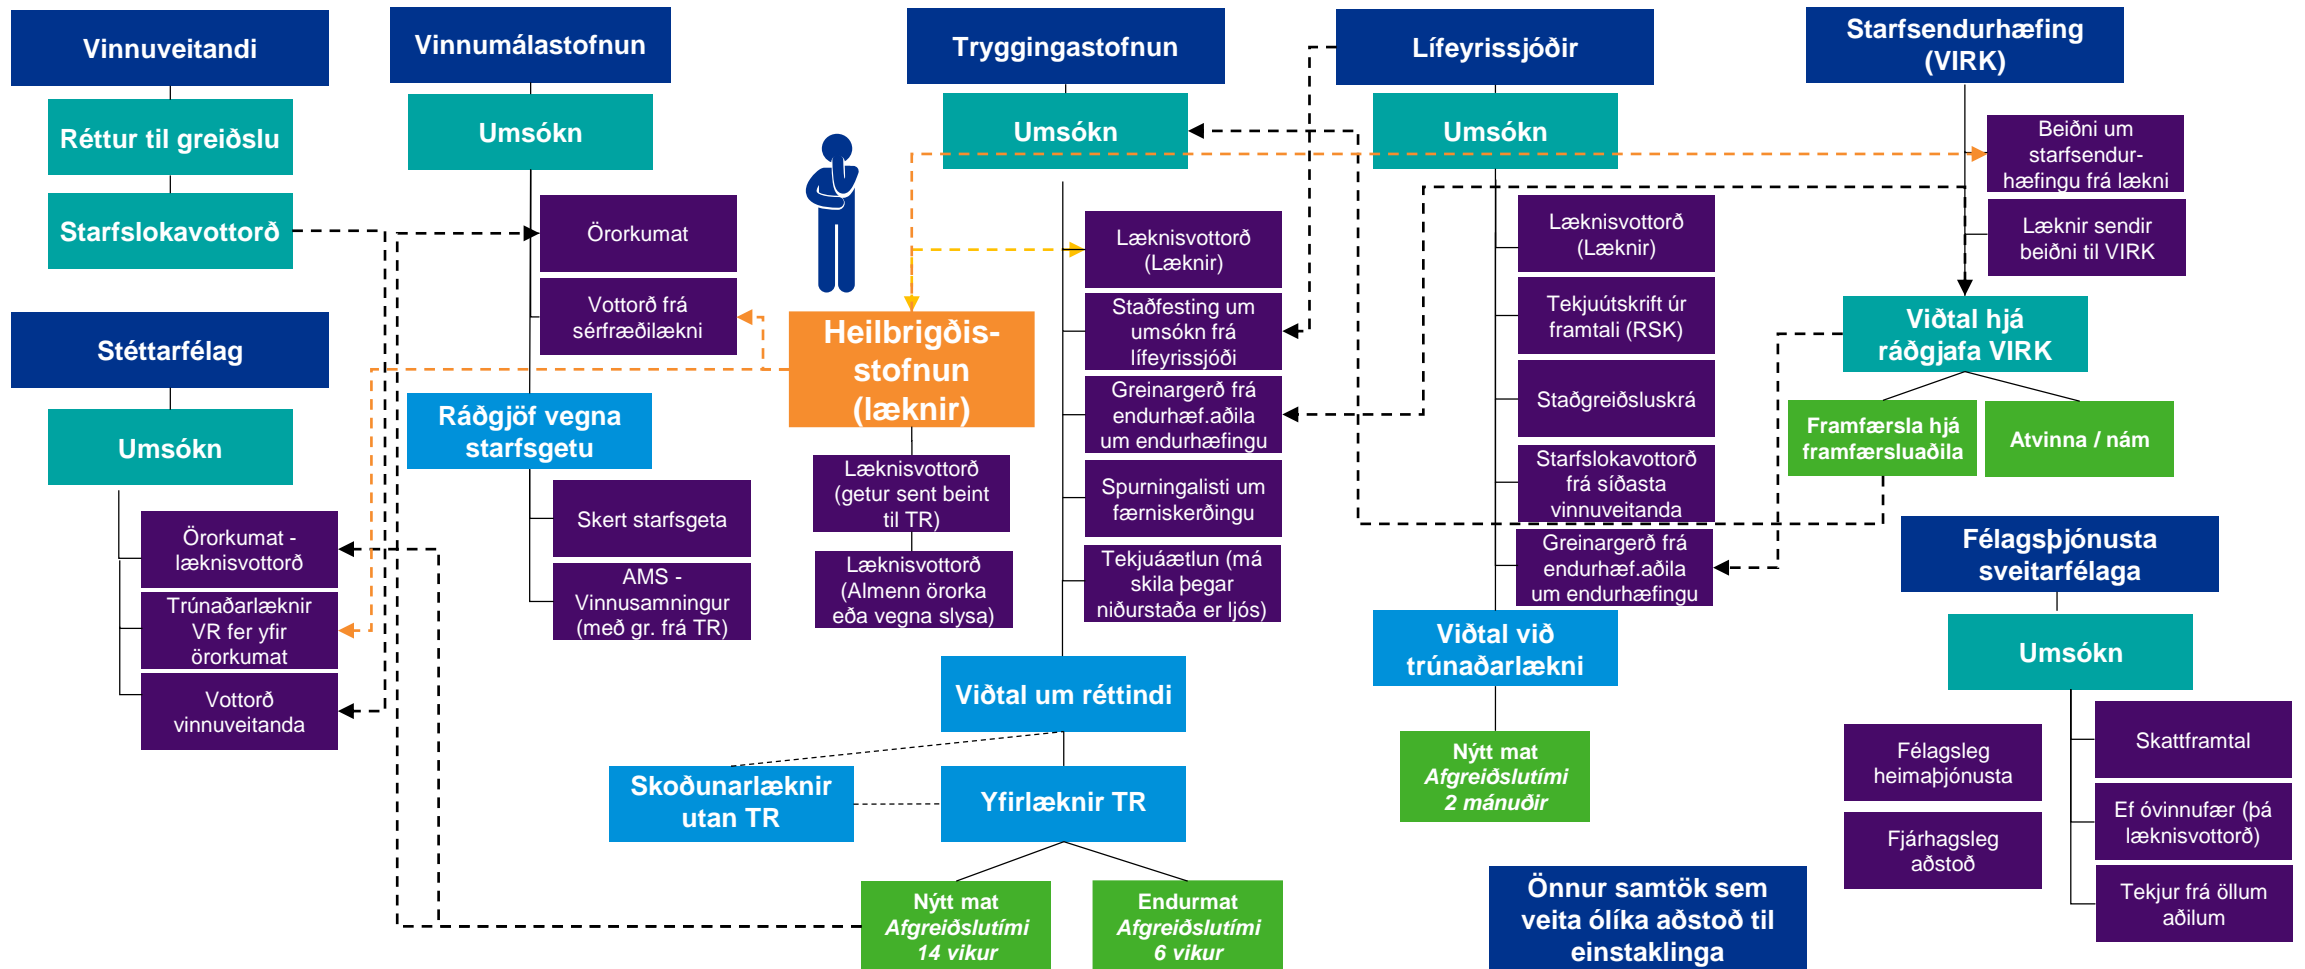 Vinnuveitandi
Réttur til greiðslu
Starfslokavottorð
Stéttarfélag
Umsókn
Örorkumat -
læknisvottorð
Trúnaðarlæknir
VR fer yfir
örorkumat
Vottorð
vinnuveitanda
Vinnumálastofnun
Umsókn
Örorkumat
Vottorð frá
sérfræðilækni
Ráðgjöf vegna
starfsgetu
Skert starfsgeta
AMS -
Vinnusamningur
(með gr. frá TR)
Heilbrigðis-
stofnun
(læknir)
Læknisvottorð
(getur sent beint
til TR)
Læknisvottorð
(Almenn örorka
eða vegna slysa)
Tryggingastofnun
Umsókn
Læknisvottorð
(Læknir)
Staðfesting um
umsókn frá
lífeyrissjóði
Greinargerð frá
endurhæf.aðila
um endurhæfingu
Spurningalisti um
færniskerðingu
Tekjuáætlun (má
skila þegar
niðurstaða er ljós)
Viðtal um réttindi
Skoðunarlæknir
utan TR
Yfirlæknir TR
Nýtt mat
Afgreiðslutími
14 vikur
Endurmat
Afgreiðslutími
6 vikur
Lífeyrissjóðir
Umsókn
Læknisvottorð
(Læknir)
Tekjuútskrift úr
framtali (RSK)
Staðgreiðsluskrá
Starfslokavottorð
frá síðasta
vinnuveitanda
Greinargerð frá
endurhæf.aðila
um endurhæfingu
Viðtal við
trúnaðarlækni
Nýtt mat
Afgreiðslutími
2 mánuðir
Önnur samtök sem
veita ólíka aðstoð til
einstaklinga
Starfsendurhæfing
(VIRK)
Beiðni um
starfsendur-
hæfingu frá lækni
Læknir sendir
beiðni til VIRK
Viðtal hjá
ráðgjafa VIRK
Framfærsla hjá
framfærsluaðila
Atvinna / nám
Félagsþjónusta
sveitarfélaga
Umsókn
Félagsleg
heimaþjónusta
Fjárhagsleg
aðstoð
Skattframtal
Ef óvinnufær (þá
læknisvottorð)
Tekjur frá öllum
aðilum